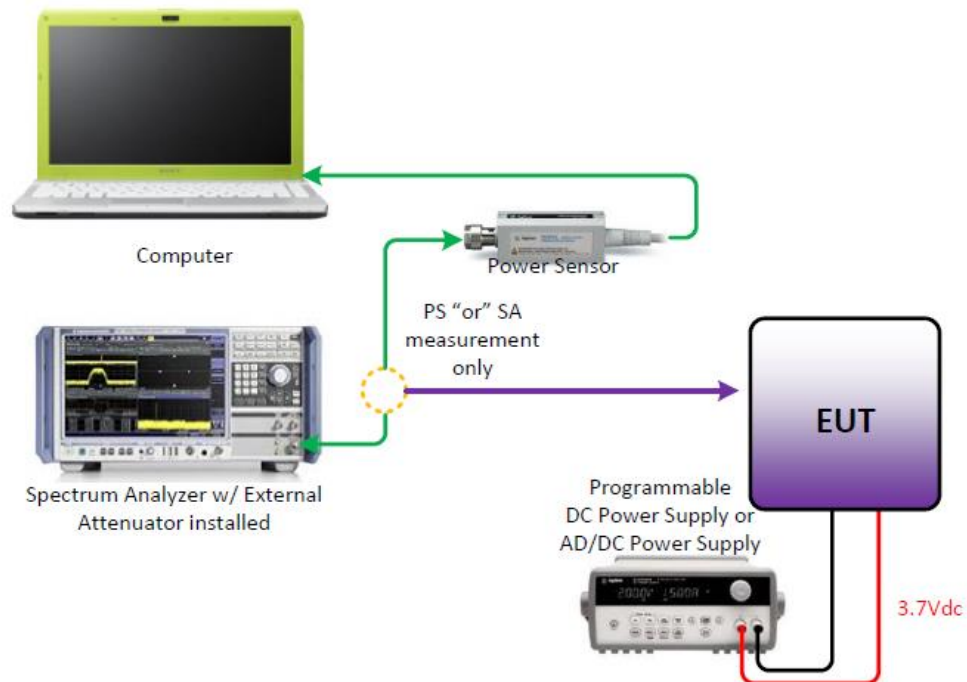 SONY
Computer
Power Sensor
PS “or” SA
measurement
only
EUT
Spectrum Analyzer w/ External
Attenuator installed
Programmable
DC Power Supply or
AD/DC Power Supply
3.7Vdc